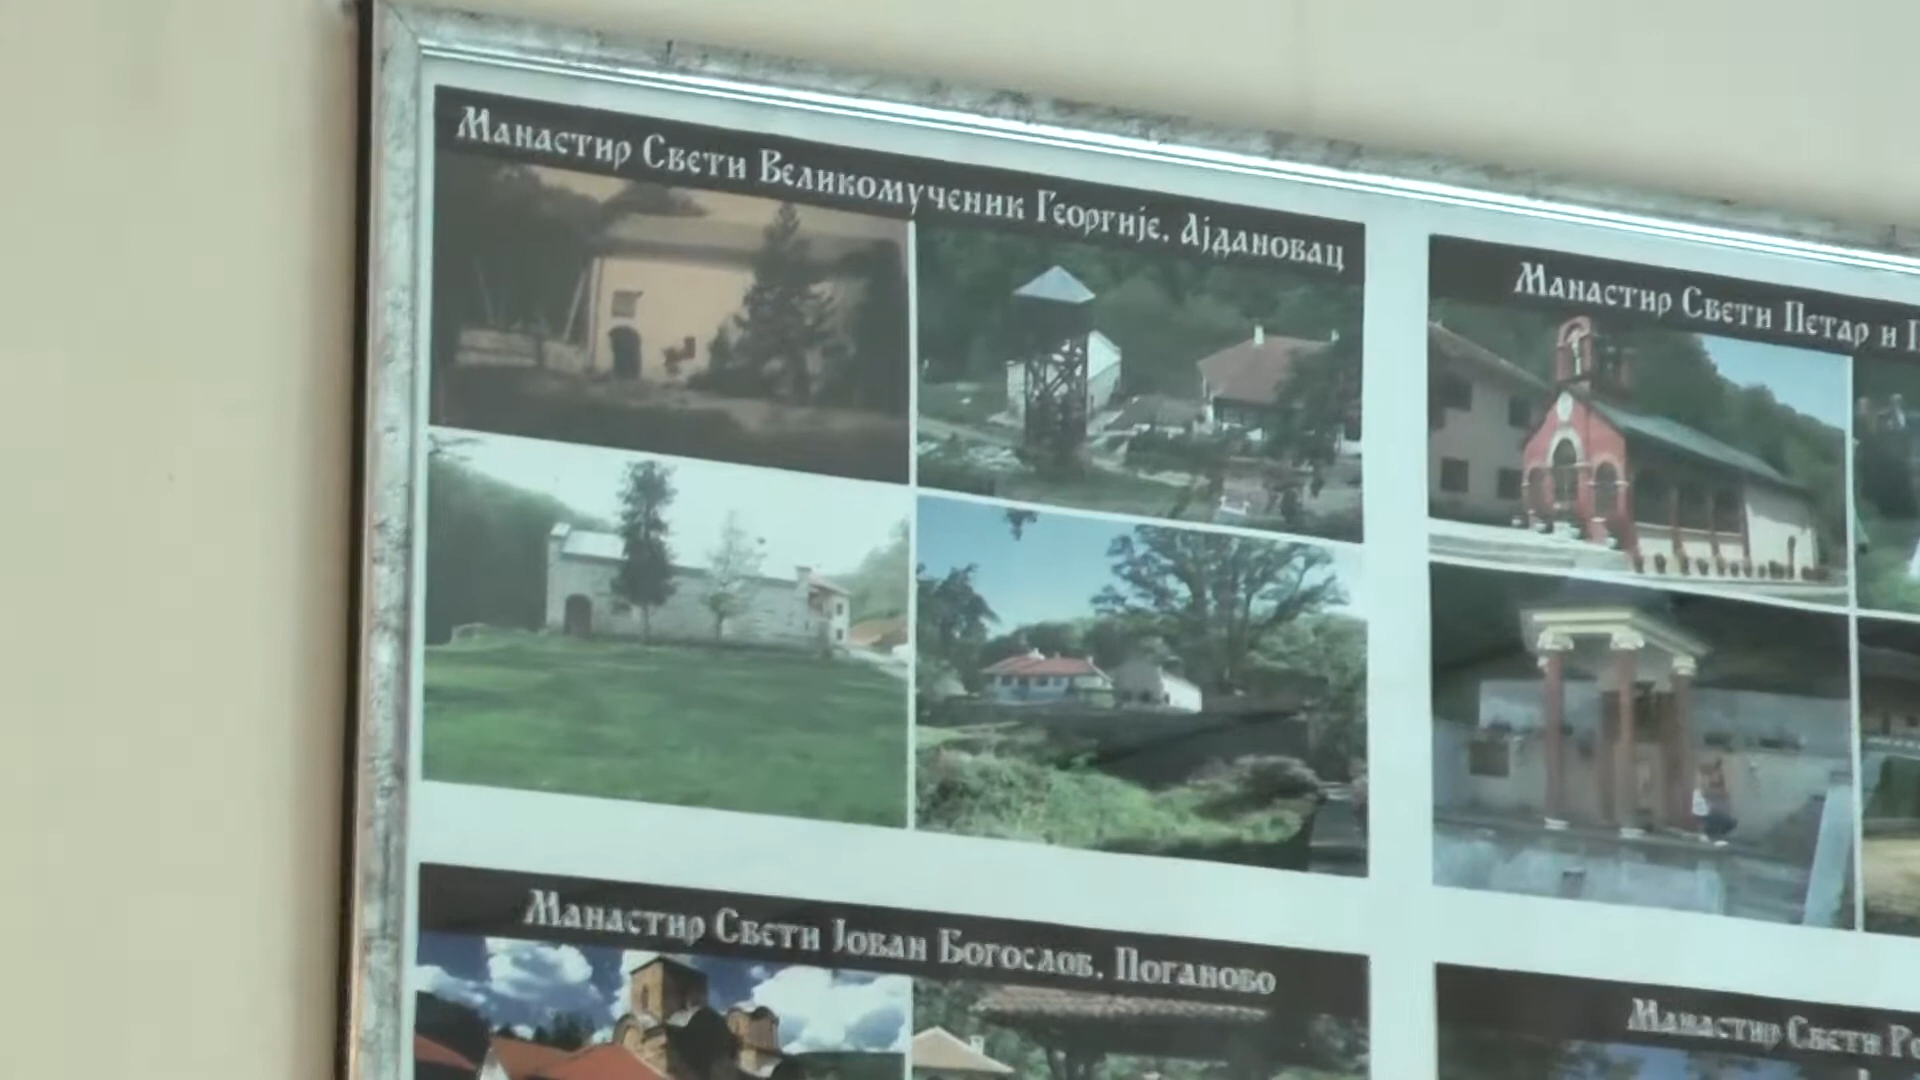 Манастир Свети Великомученик Георгије, Ајдановац
Манастир Свети Петар и
Манастир Свети Јован Богослов, Поганово
Манастир Свети